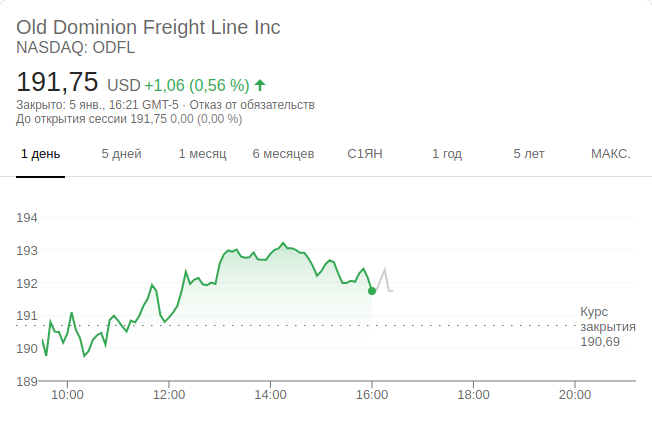 Old Dominion Freight Line Inc
NASDAQ: ODFL
191,75 USD +1,06 (0,56 %)
Закрыто: 5 янв., 16:21 GMT-5 · Отказ от обязательств
До открытия сессии 191,75 0,00 (0,00 %)
1 день 5 дней 1 месяц 6 месяцев С1ЯН 1 год 5 лет МАКС.
194
193
192
191
190
189
Курс
закрытия
190,69
10:00 12:00 14:00 16:00 18:00 20:00